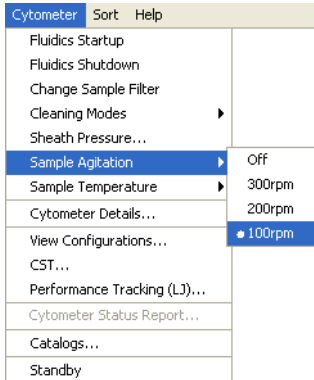 Cytometer Sort Help
Fluidics Startup
Fluidics Shutdown
Change Sample Filter
Cleaning Modes
Sheath Pressure...
Sample Agitation
Off
300rpm
200rpm
100rpm
Sample Temperature
Cytometer Details...
View Configurations...
CST...
Performance Tracking (LJ)...
Cytometer Status Report...
Catalogs...
Standby